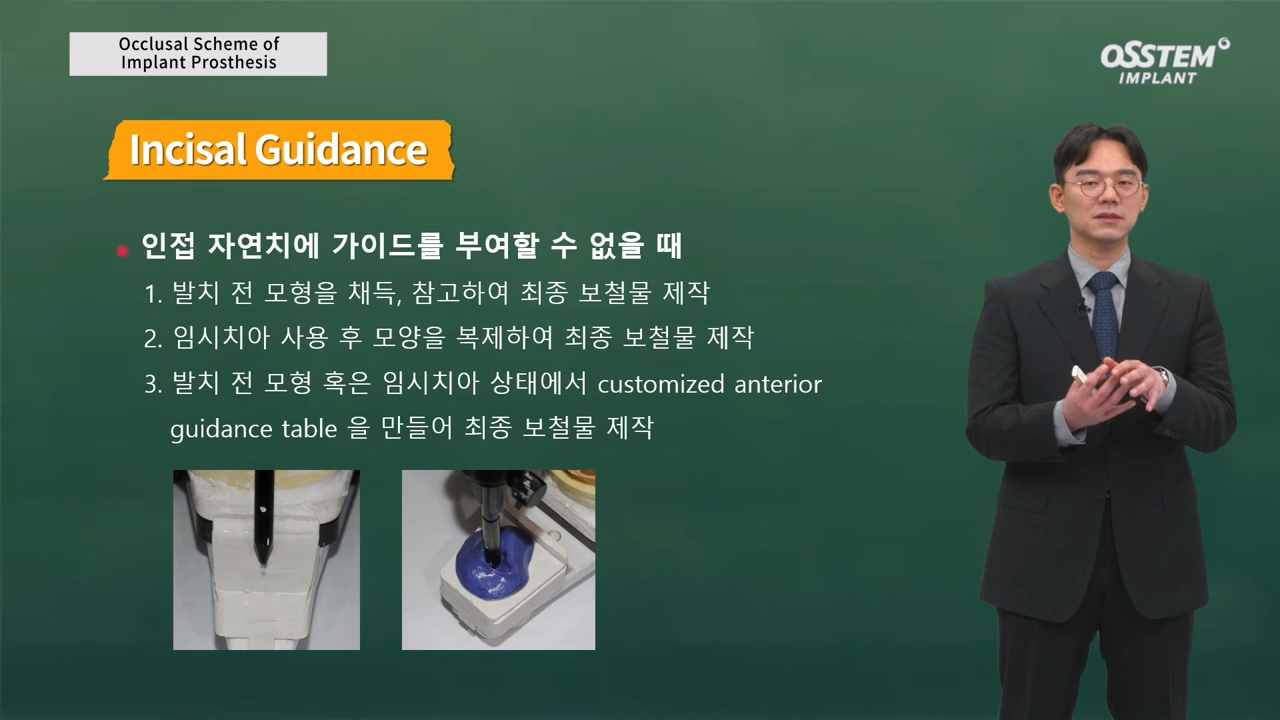 Occlusal Scheme of
Implant Prosthesis
OSSTEM
IMPLANT
Incisal Guidance
인접 자연치에 가이드를 부여할 수 없을 때
1. 발치 전 모형을 채득, 참고하여 최종 보철물 제작
2. 임시치아 사용 후 모양을 복제하여 최종 보철물 제작
3. 발치 전 모형 혹은 임시치아 상태에서 customized anterior
guidance table 을 만들어 최종 보철물 제작